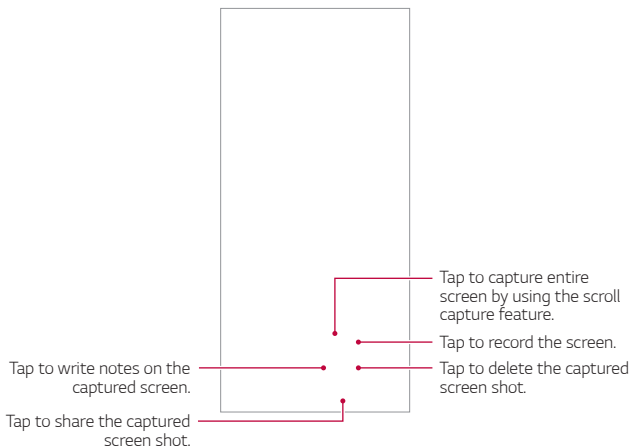 Tap to capture entire
screen by using the scroll
capture feature.
Tap to record the screen.
Tap to write notes on the
captured screen.
Tap to delete the captured
screen shot.
Tap to share the captured
screen shot.